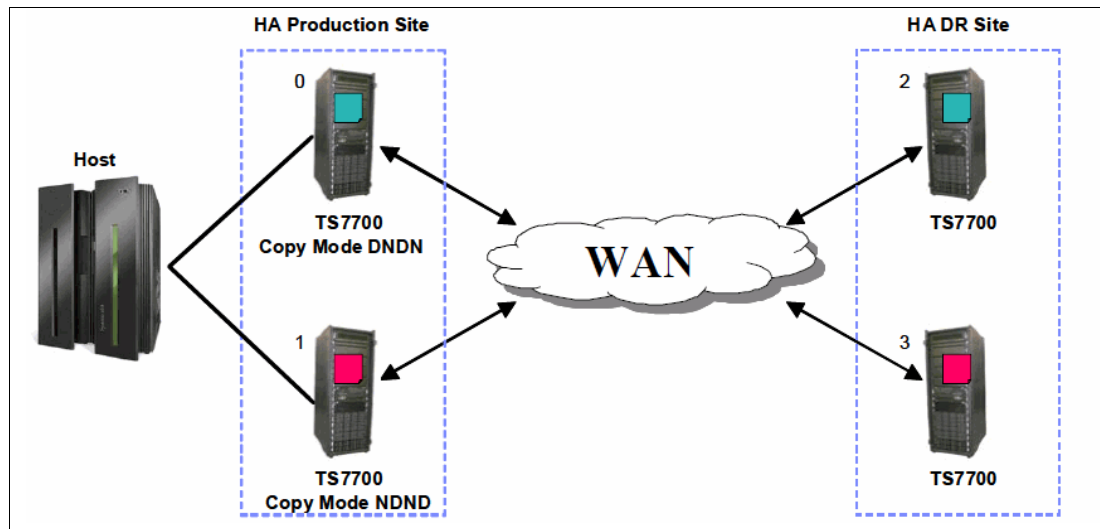 HA Production Site
HA DR Site
0
2
Host
TS7700
Copy Mode DNDN
TS7700
WAN
1
3
TS7700
Copy Mode NDND
TS7700